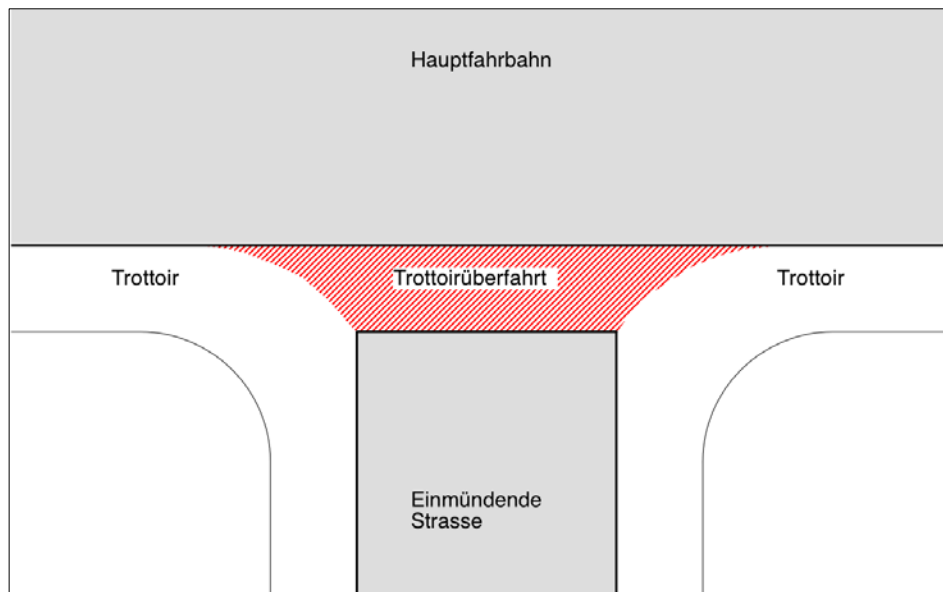 Hauptfahrbahn
Trottoir
Trottoirüberfahrt
Trottoir
Einmündende
Strasse